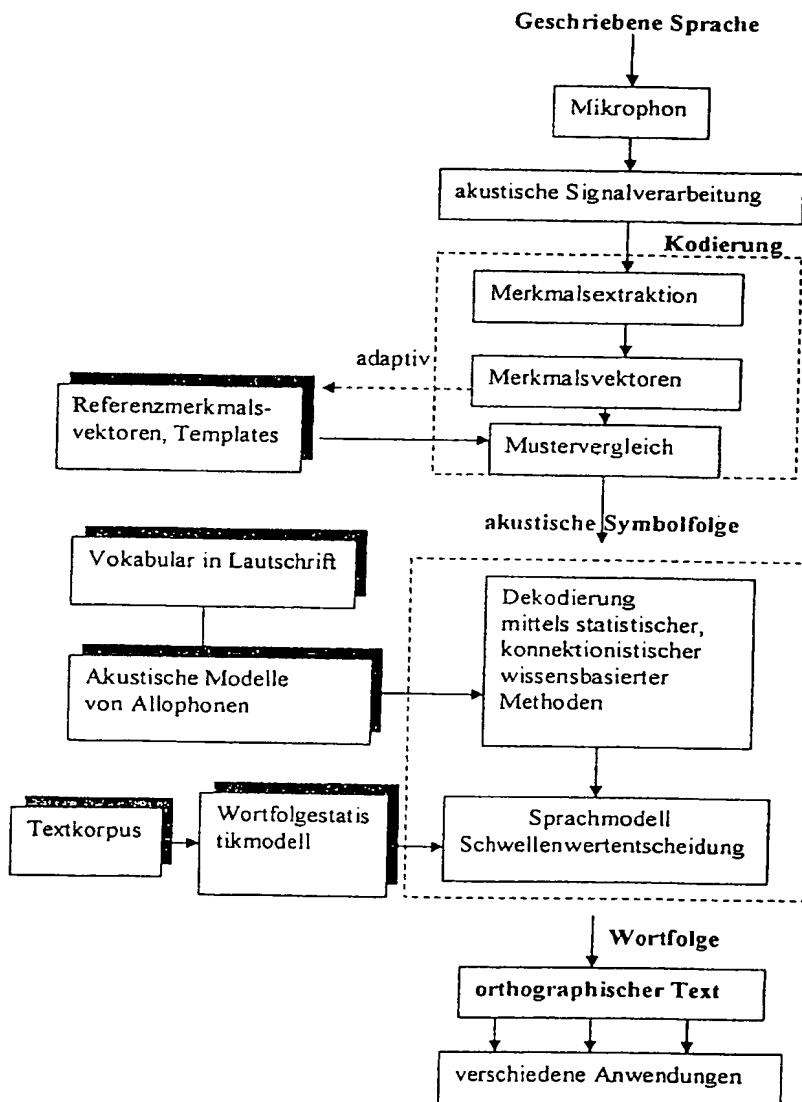 Geschriebene Sprache
Mikrophon
akustische Signalverarbeitung
Kodierung
Merkmalsextraktion
adaptiv
Merkmalsvektoren
Referenzmerkmals-
vektoren, Templates
Mustervergleich
akustische Symbolfolge
Vokabular in Lautschrift
Dekodierung
mittels statistischer,
konnektionistischer
wissensbasierter
Methoden
Akustische Modelle
von Allophonen
Textkorpus
Wortfolgestatis
tikmodell
Sprachmodell
Schwellenwertentscheidung
Wortfolge
orthographischer Text
verschiedene Anwendungen